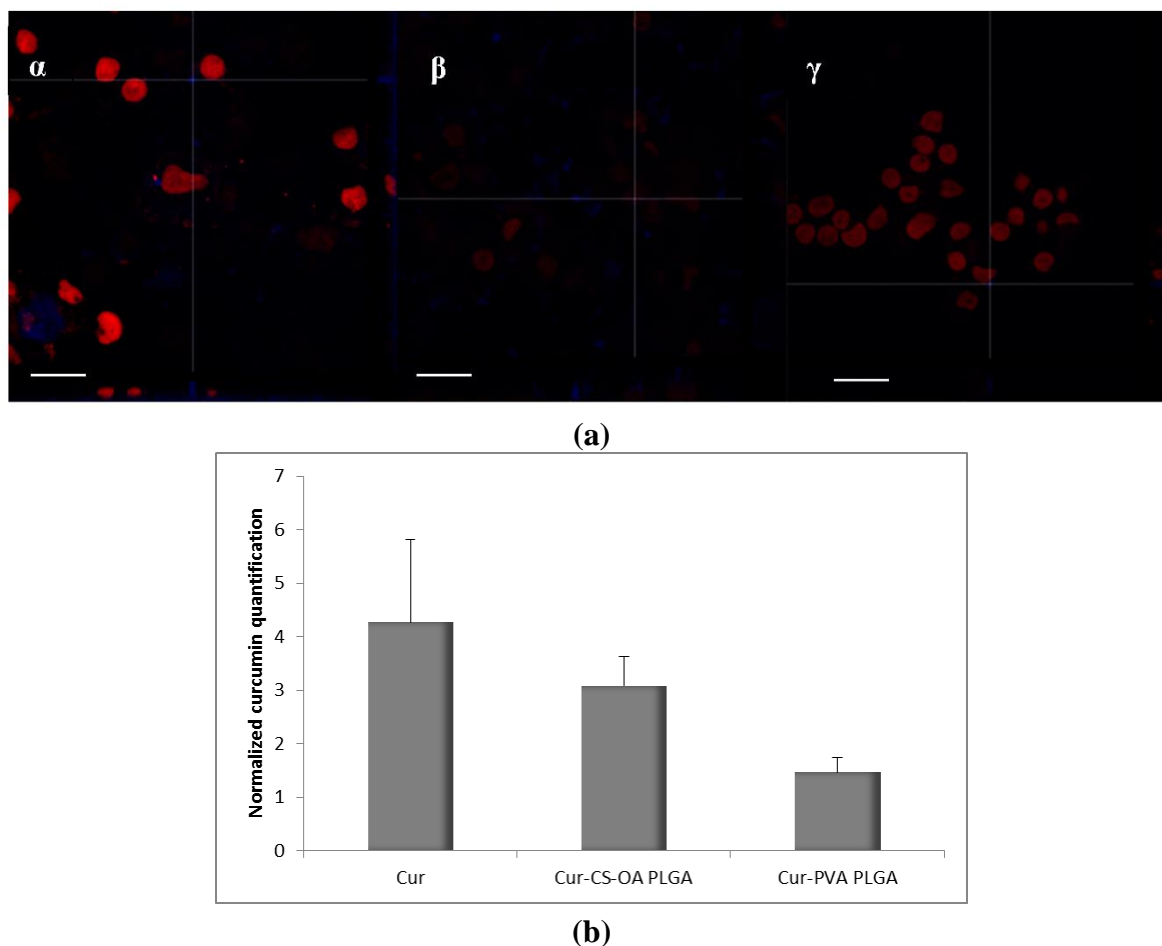 α β γ
(a)
7
6
5
4
3
2
1
0
Normalized curcumin quantification
Cur Cur-CS-OA PLGA Cur-PVA PLGA
(b)